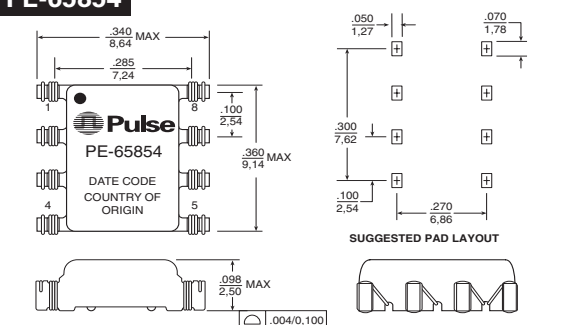 PE-65854
.340
8,64 MAX
.285
7,24
1
8
Pulse
PE-65854
DATE CODE
COUNTRY OF
ORIGIN
4
5
.100
2,54
.360
9,14 MAX
.050
1,27
.070
1,78
.300
7,62
.100
2,54
.270
6,86
SUGGESTED PAD LAYOUT
.098
2,50 MAX
.004/0,100